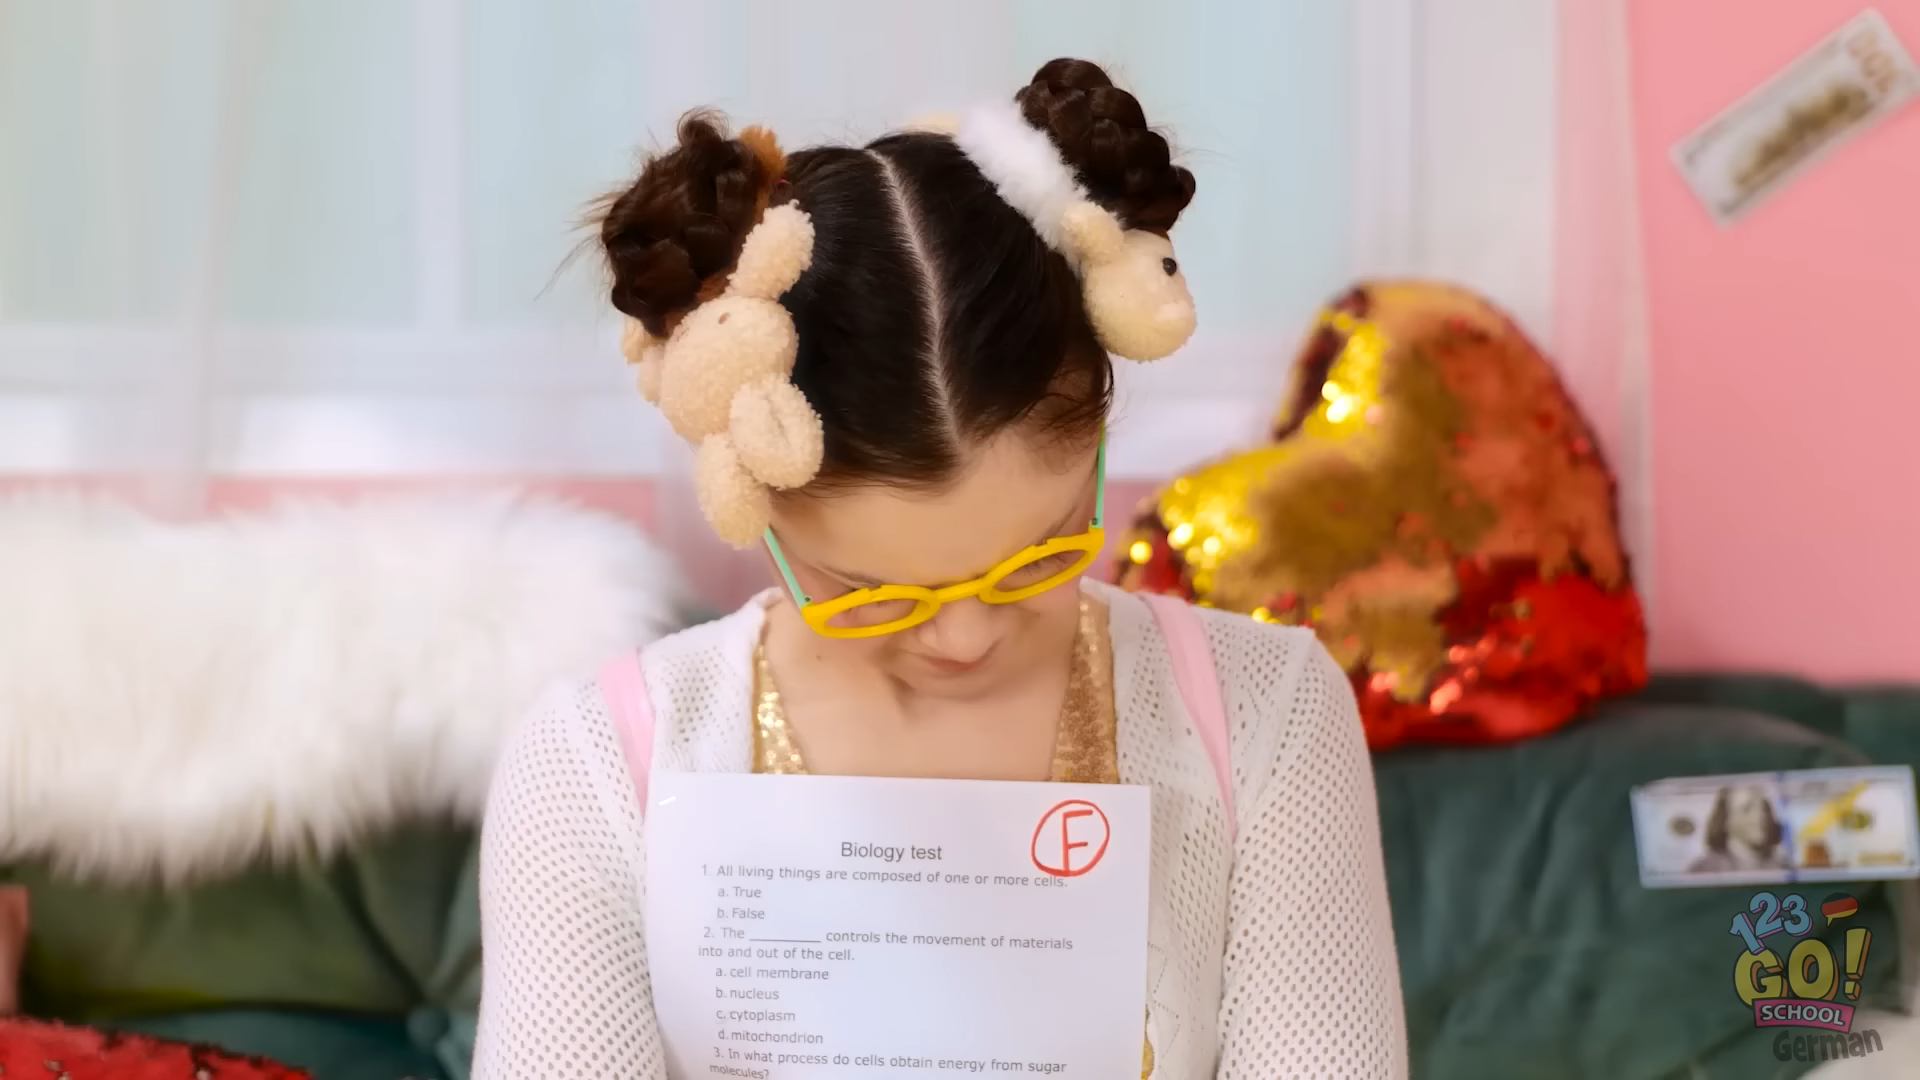 F
Biology test
1. All living things are composed of one or more cells.
a. True
b. False
2. The _________ controls the movement of materials
into and out of the cell.
a. cell membrane
b. nucleus
c. cytoplasm
d. mitochondrion
3. In what process do cells obtain energy from sugar
molecules?
123
GO!
SCHOOL
German